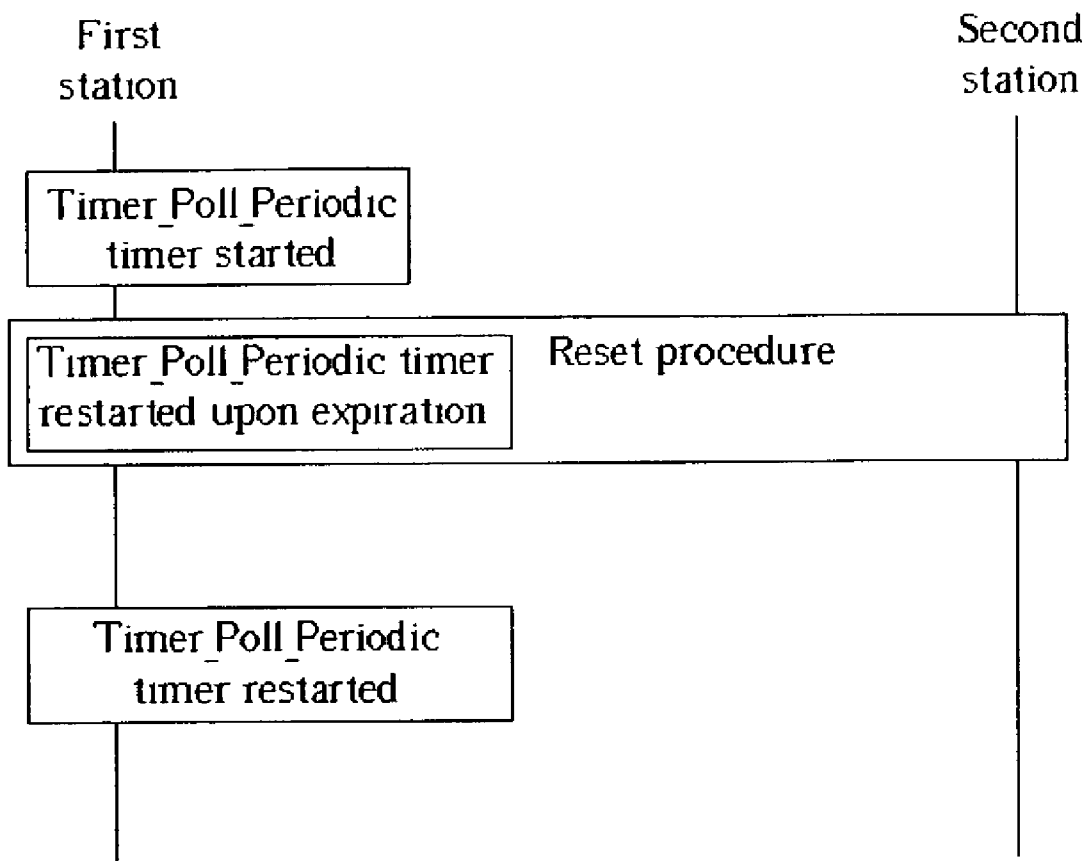 First
station
Second
station
Timer_Poll_Periodic
timer started
Timer_Poll_Periodic timer
restarted upon expiration
Reset procedure
Timer_Poll_Periodic
timer restarted